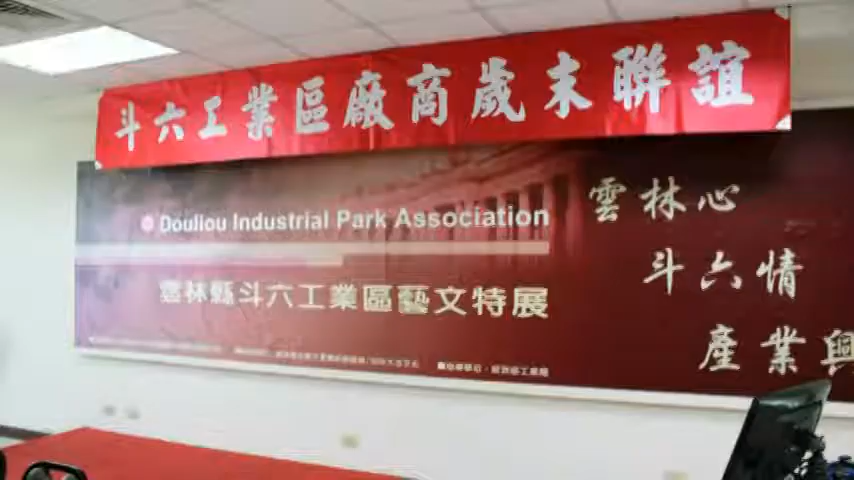 斗六工業區廠商歲末聯誼
Douliou Industrial Park Association
雲林縣斗六工業區藝文特展
雲林心
斗六情
產業興